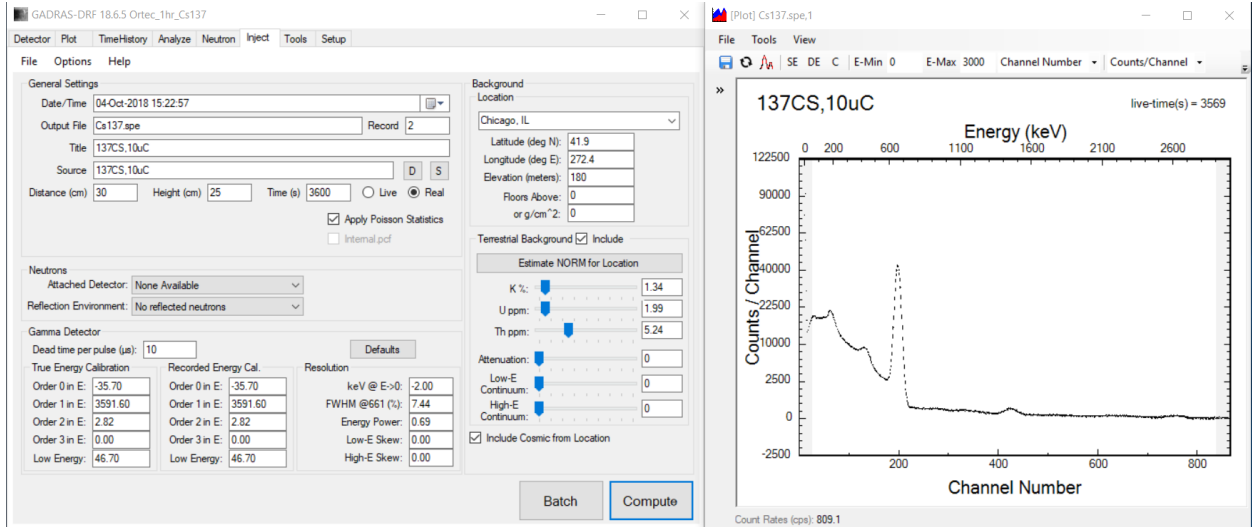 GADRAS-DRF 18.6.5 Ortec_1hr_Cs137
Detector Plot TimeHistory Analyze Neutron Inject Tools Setup
File Options Help
General Settings
Date/Time 04-Oct-2018 15:22:57
Output File Cs137.spe Record 2
Title 137CS,10uC
Source 137CS,10uC D S
Distance (cm) 30 Height (cm) 25 Time (s) 3600 Live Real
Apply Poisson Statistics
Internal.pcf
Neutrons
Attached Detector: None Available
Reflection Environment: No reflected neutrons
Gamma Detector
Dead time per pulse (µs): 10 Defaults
True Energy Calibration Recorded Energy Cal. Resolution
Order 0 in E: -35.70 Order 0 in E: -35.70 keV @ E->0: -2.00
Order 1 in E: 3591.60 Order 1 in E: 3591.60 FWHM @661 (%): 7.44
Order 2 in E: 2.82 Order 2 in E: 2.82 Energy Power: 0.69
Order 3 in E: 0.00 Order 3 in E: 0.00 Low-E Skew: 0.00
Low Energy: 46.70 Low Energy: 46.70 High-E Skew: 0.00
Background
Location
Chicago, IL
Latitude (deg N): 41.9
Longitude (deg E): 272.4
Elevation (meters): 180
Floors Above: 0
or g/cm^2: 0
Terrestrial Background Include
Estimate NORM for Location
K %: 1.34
U ppm: 1.99
Th ppm: 5.24
Attenuation: 0
Low-E Continuum: 0
High-E Continuum: 0
Include Cosmic from Location
Batch Compute
[Plot] Cs137.spe,1
File Tools View
SE DE C E-Min 0 E-Max 3000 Channel Number Counts/Channel
»
137CS,10uC live-time(s) = 3569
Energy (keV)
0 200 600 1100 1600 2100 2600
122500
90000
62500
40000
22500
10000
2500
0
-2500
Counts / Channel
200 400 600 800
Channel Number
Count Rates (cps): 809.1